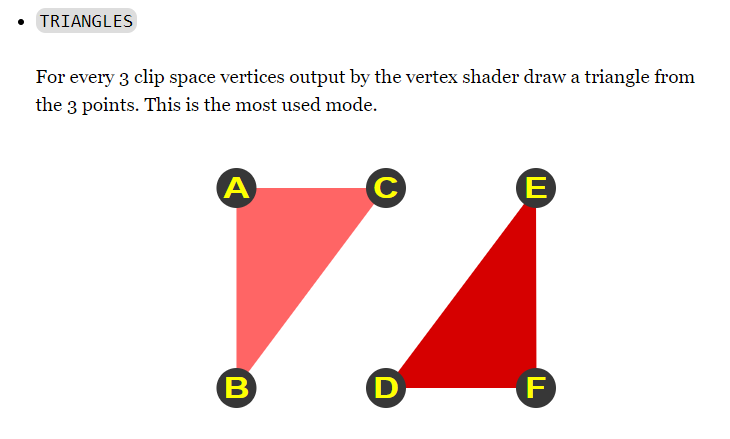 TRIANGLES
For every 3 clip space vertices output by the vertex shader draw a triangle from
the 3 points. This is the most used mode.
A C E
B D F